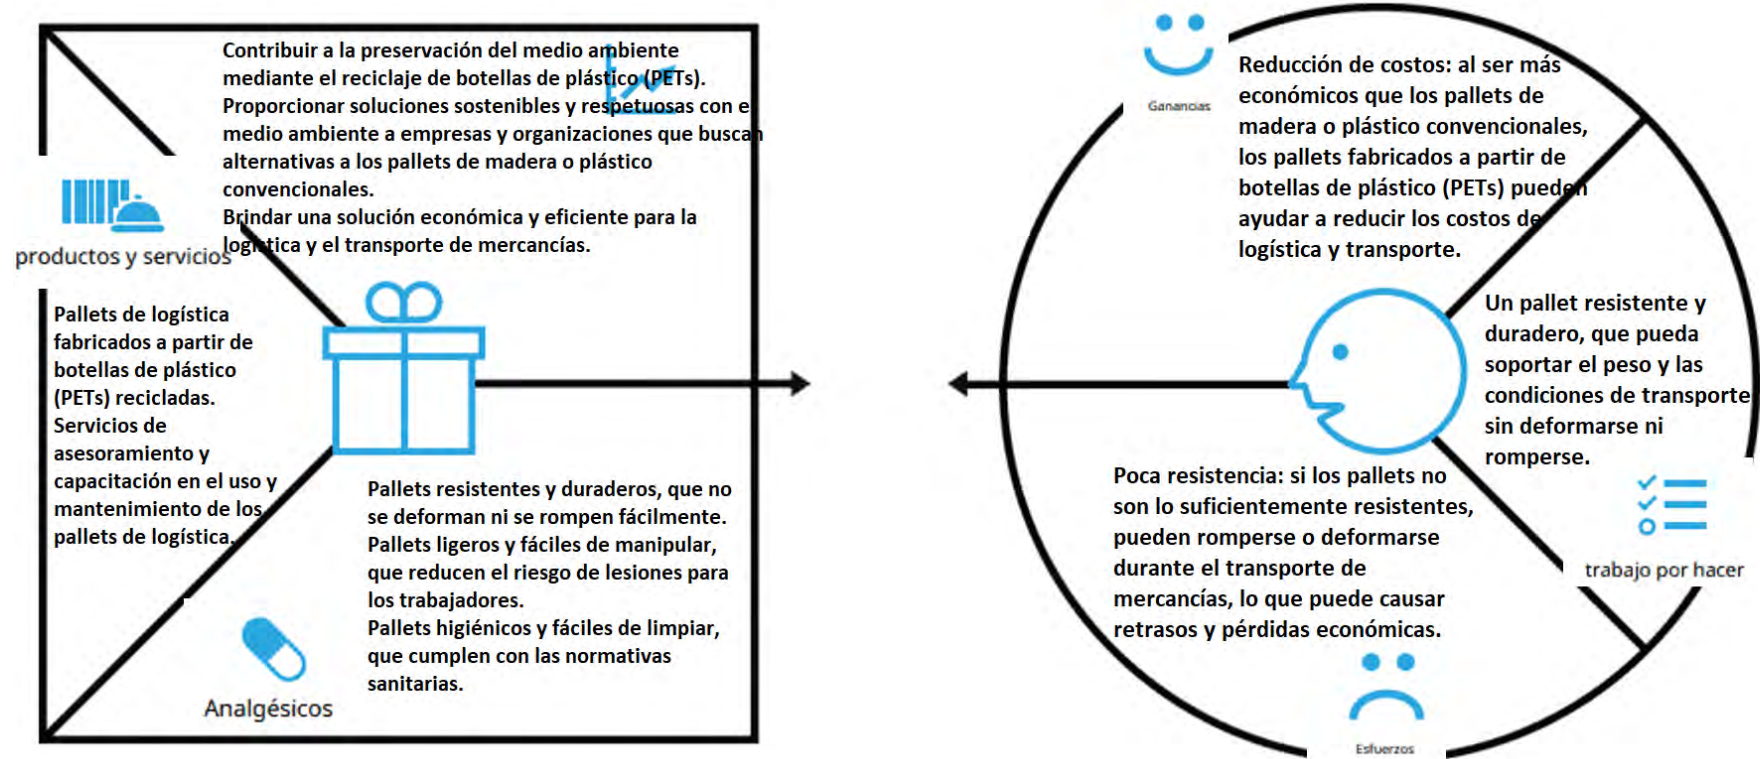 Contribuir a la preservación del medio ambiente
mediante el reciclaje de botellas de plástico (PETs).
Proporcionar soluciones sostenibles y respetuosas con el
medio ambiente a empresas y organizaciones que buscan
alternativas a los pallets de madera o plástico
convencionales.
Brindar una solución económica y eficiente para la
logística y el transporte de mercancías.
productos y servicios
Pallets de logística
fabricados a partir de
botellas de plástico
(PETs) recicladas.
Servicios de
asesoramiento y
capacitación en el uso y
mantenimiento de los
pallets de logística.
Pallets resistentes y duraderos, que no
se deforman ni se rompen fácilmente.
Pallets ligeros y fáciles de manipular,
que reducen el riesgo de lesiones para
los trabajadores.
Pallets higiénicos y fáciles de limpiar,
que cumplen con las normativas
sanitarias.
Analgésicos
Ganancias
Reducción de costos: al ser más
económicos que los pallets de
madera o plástico convencionales,
los pallets fabricados a partir de
botellas de plástico (PETs) pueden
ayudar a reducir los costos de
logística y transporte.
Un pallet resistente y
duradero, que pueda
soportar el peso y las
condiciones de transporte
sin deformarse ni
romperse.
trabajo por hacer
Poca resistencia: si los pallets no
son lo suficientemente resistentes,
pueden romperse o deformarse
durante el transporte de
mercancías, lo que puede causar
retrasos y pérdidas económicas.
Esfuerzos